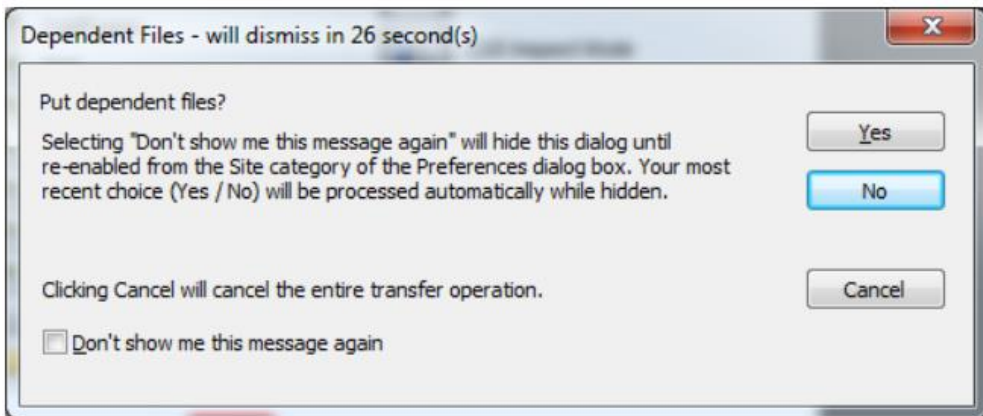 Dependent Files - will dismiss in 26 second(s)
Put dependent files?
Yes
Selecting "Don't show me this message again" will hide this dialog until
re-enabled from the Site category of the Preferences dialog box. Your most
recent choice (Yes / No) will be processed automatically while hidden.
No
Clicking Cancel will cancel the entire transfer operation.
Cancel
Don't show me this message again